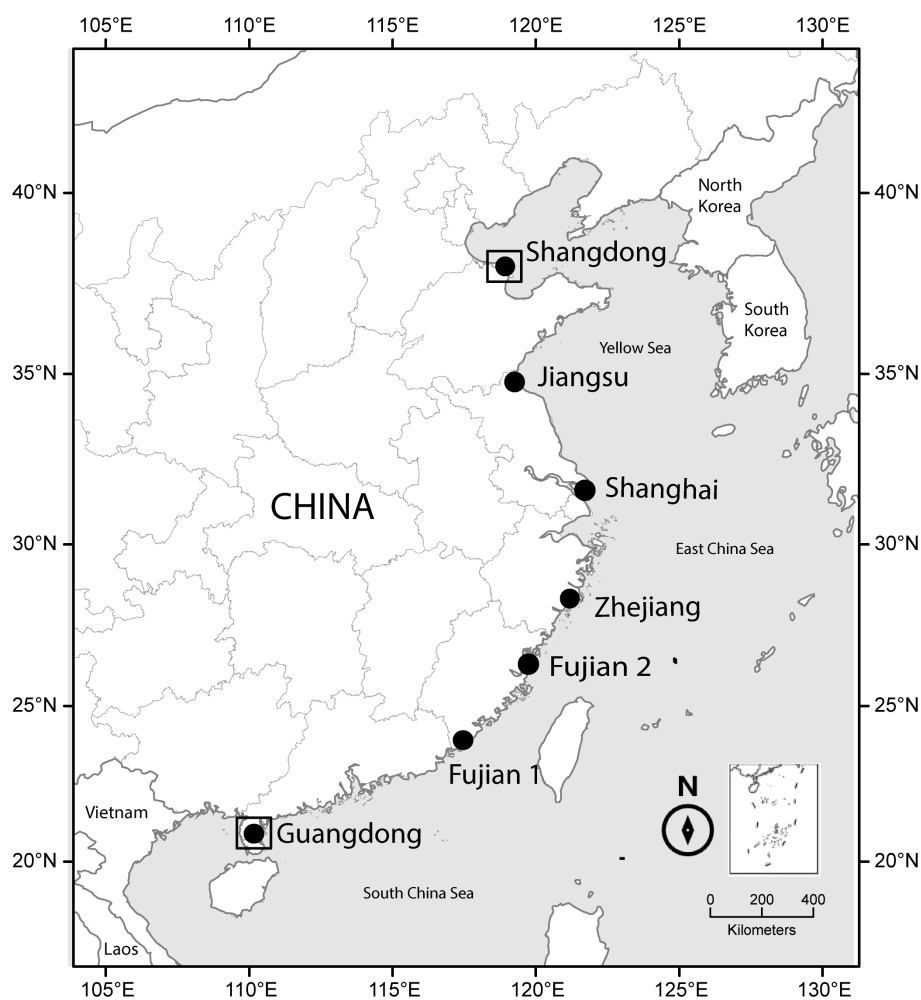 105°E 110°E 115°E 120°E 125°E 130°E
40°N 40°N
North
Korea
Shangdong
South
Korea
Yellow Sea
35°N Jiangsu 35°N
Shanghai
CHINA
30°N East China Sea 30°N
Zhejiang
Fujian 2
25°N 25°N
Fujian 1
N
Vietnam
Guangdong
20°N 20°N
South China Sea
0 200 400
Kilometers
Laos
105°E 110°E 115°E 120°E 125°E 130°E